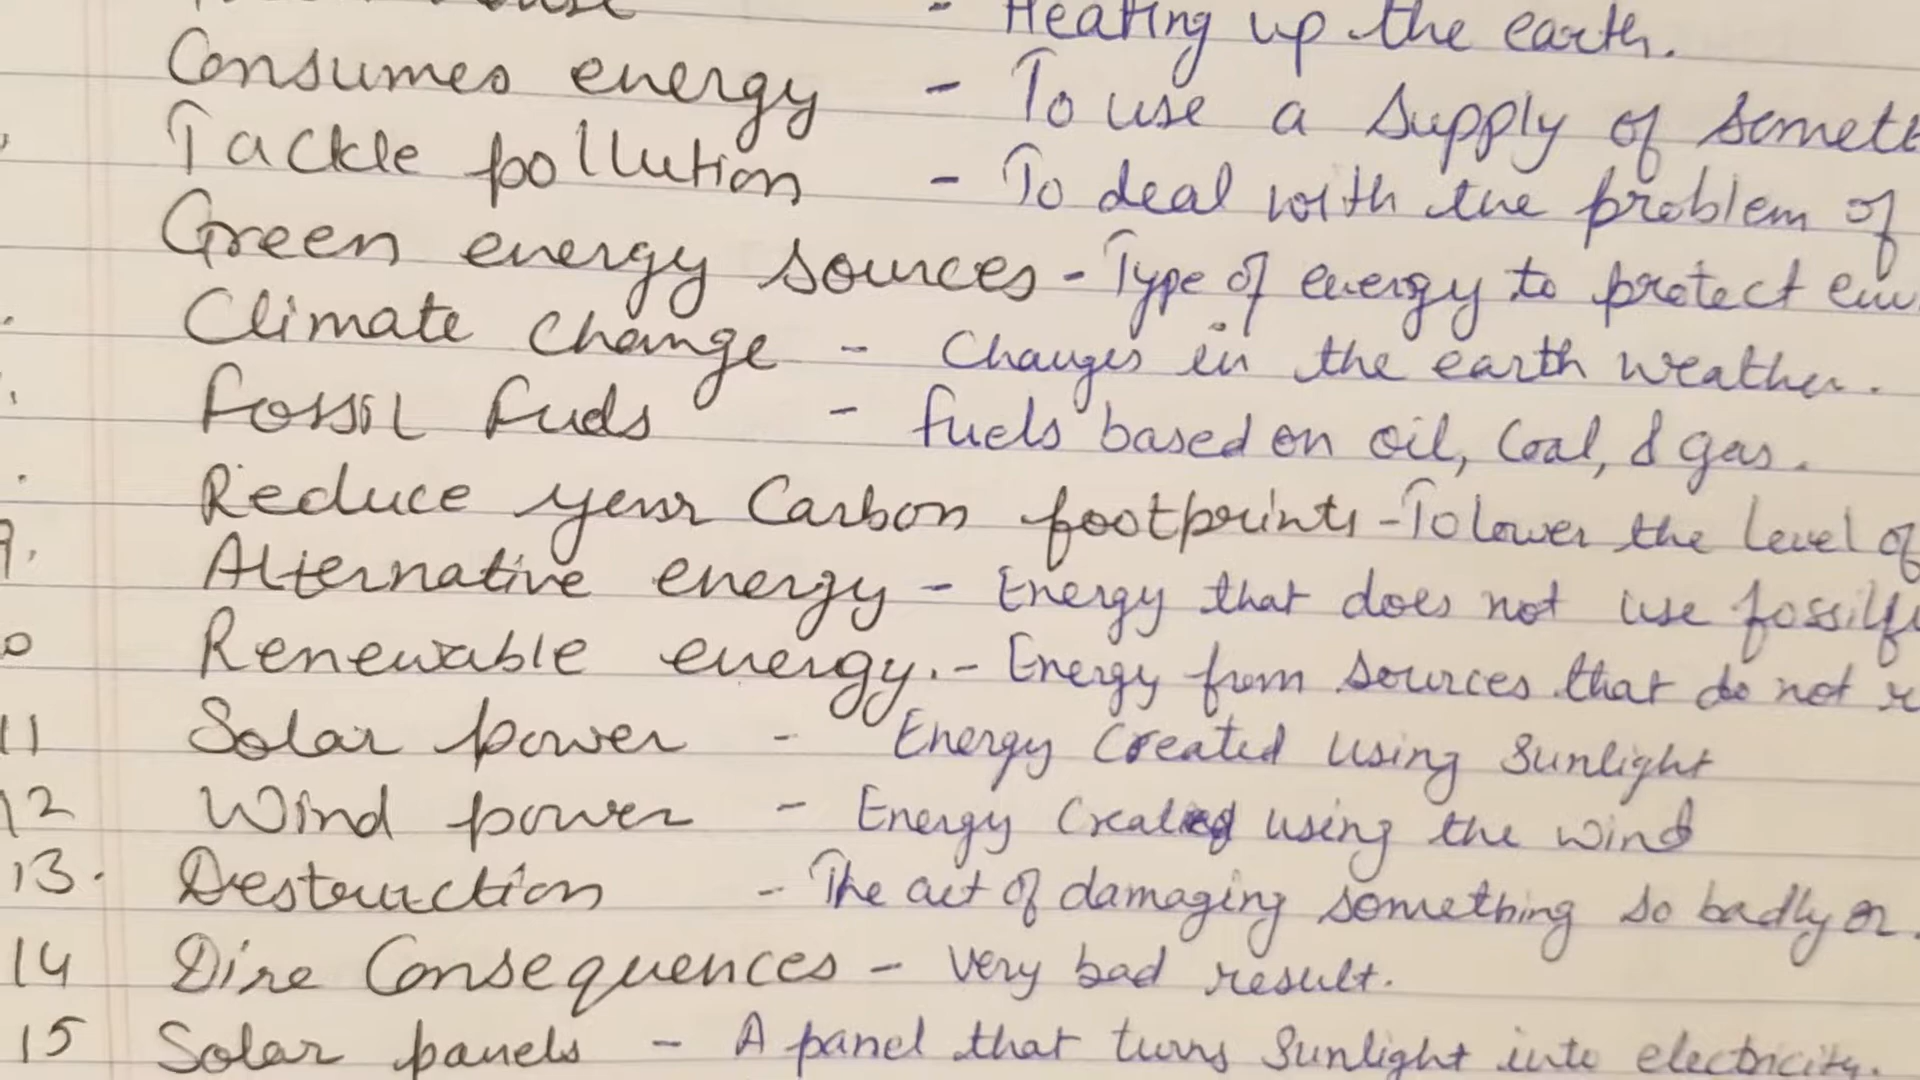 - Heating up the earth.
Consumes energy - To use a supply of
Tackle pollution - To deal with the problem of
Green energy sources - Type of energy to protect
Climate change - Changes in the earth weather.
Fossil fuels - fuels based on oil, Coal, & gas.
Reduce your Carbon footprints - To lower the level of
9. Alternative energy - Energy that does not use
Renewable energy. - Energy from sources that do not
11 Solar power - Energy Created Using Sunlight
12 Wind power - Energy Created using the wind
13. Destruction - The act of damaging something so badly or
14 Dire Consequences - Very bad result.
15 Solar panels - A panel that turns Sunlight into electricity.